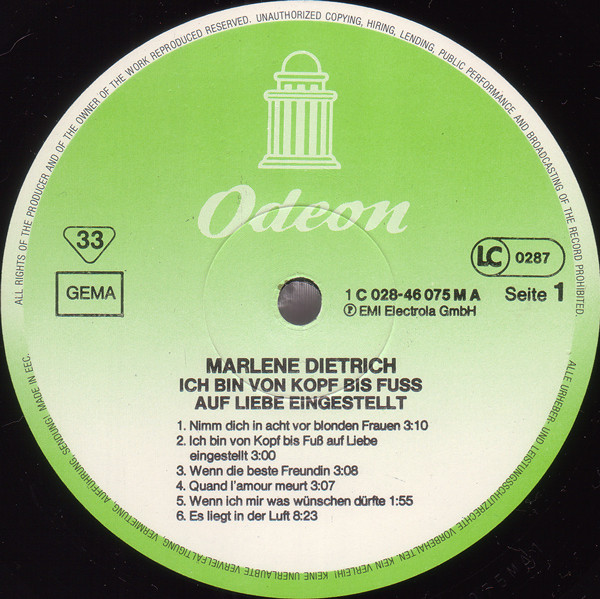 ALL RIGHTS OF THE PRODUCER AND OF THE OWNER OF THE WORK REPRODUCED RESERVED. UNAUTHORIZED COPYING, HIRING, LENDING, PUBLIC PERFORMANCE AND BROADCASTING OF THE RECORD PROHIBITED.
Odeon
33
LC 0287
GEMA
1 C 028-46 075 M A Seite 1
℗ EMI Electrola GmbH
MARLENE DIETRICH
ICH BIN VON KOPF BIS FUSS
AUF LIEBE EINGESTELLT
1. Nimm dich in acht vor blonden Frauen 3:10
2. Ich bin von Kopf bis Fuß auf Liebe
eingestellt 3:00
3. Wenn die beste Freundin 3:08
4. Quand l'amour meurt 3:07
5. Wenn ich mir was wünschen dürfte 1:55
6. Es liegt in der Luft 8:23
ALLE URHEBER- UND LEISTUNGSSCHUTZRECHTE VORBEHALTEN. KEIN VERLEIH! KEINE UNERLAUBTE VERVIELFÄLTIGUNG, VERMIETUNG, AUFFÜHRUNG, SENDUNG! MADE IN EEC.